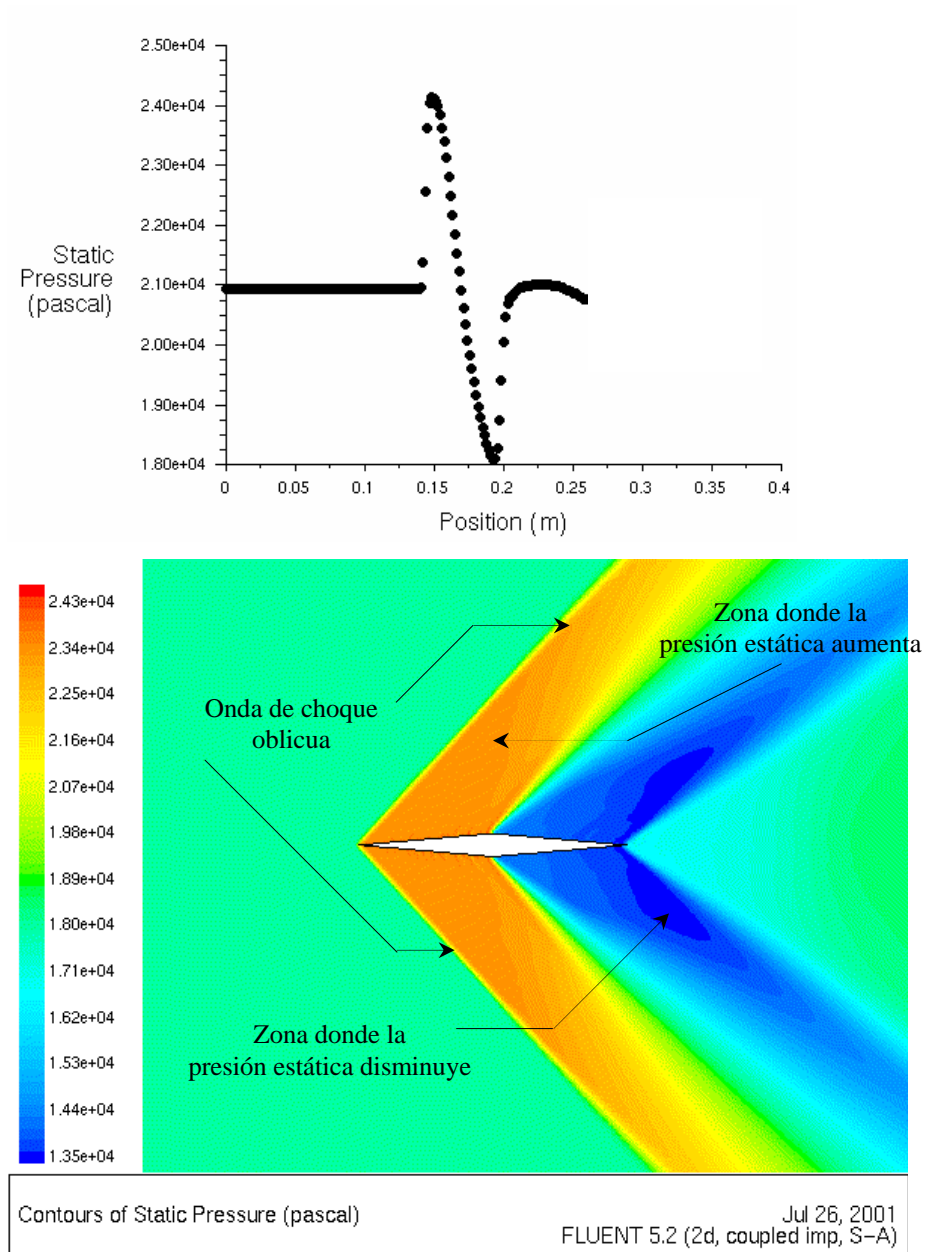 2.50e+04
2.40e+04
2.30e+04
2.20e+04
2.10e+04
2.00e+04
1.90e+04
1.80e+04
Static
Pressure
(pascal)
0
0.05
0.1
0.15
0.2
0.25
0.3
0.35
0.4
Position (m)
2.43e+04
2.34e+04
2.25e+04
2.16e+04
2.07e+04
1.98e+04
1.89e+04
1.80e+04
1.71e+04
1.62e+04
1.53e+04
1.44e+04
1.35e+04
Zona donde la
presión estática aumenta
Onda de choque
oblicua
Zona donde la
presión estática disminuye
Contours of Static Pressure (pascal)
Jul 26, 2001
FLUENT 5.2 (2d, coupled imp, S-A)